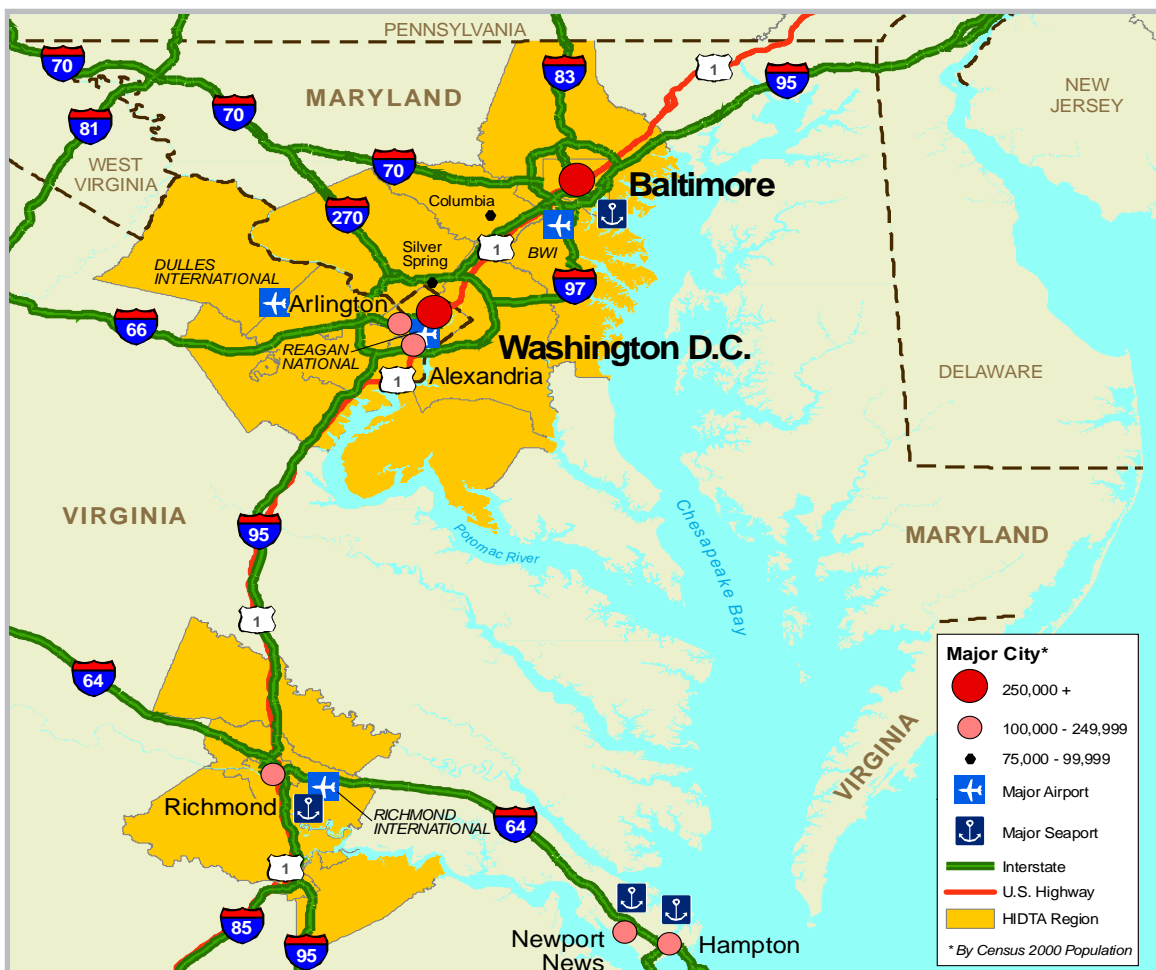 PENNSYLVANIA
70
83
1
95
NEW
JERSEY
MARYLAND
81
70
WEST
VIRGINIA
70
Baltimore
Columbia
270
1
BWI
Silver
Spring
DULLES
INTERNATIONAL
97
Arlington
66
REAGAN
NATIONAL
Washington D.C.
1
Alexandria
DELAWARE
VIRGINIA
95
Potomac River
Chesapeake Bay
MARYLAND
1
64
VIRGINIA
Richmond
RICHMOND
INTERNATIONAL
64
1
85
95
Newport
News
Hampton
Major City*
250,000 +
100,000 - 249,999
75,000 - 99,999
Major Airport
Major Seaport
Interstate
U.S. Highway
HIDTA Region
* By Census 2000 Population